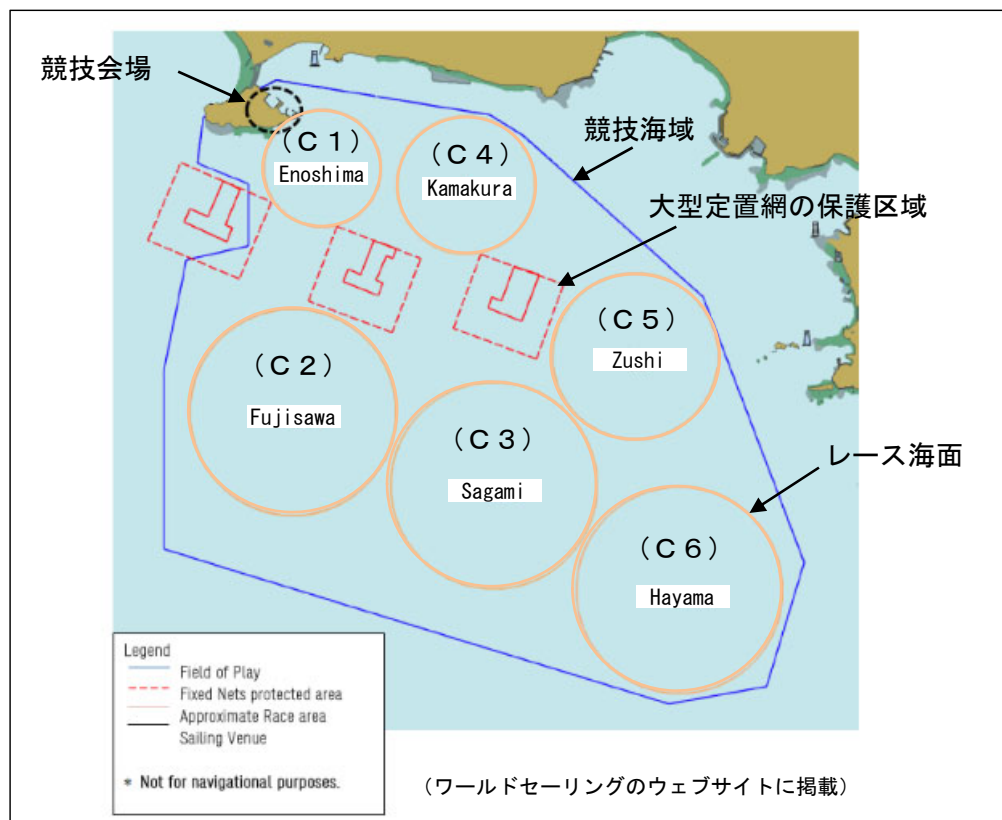 競技会場
(Ｃ１)
Enoshima
(Ｃ４)
Kamakura
競技海域
大型定置網の保護区域
(Ｃ５)
Zushi
(Ｃ２)
Fujisawa
(Ｃ３)
Sagami
レース海面
(Ｃ６)
Hayama
Legend
Field of Play
Fixed Nets protected area
Approximate Race area
Sailing Venue
* Not for navigational purposes.
（ワールドセーリングのウェブサイトに掲載）